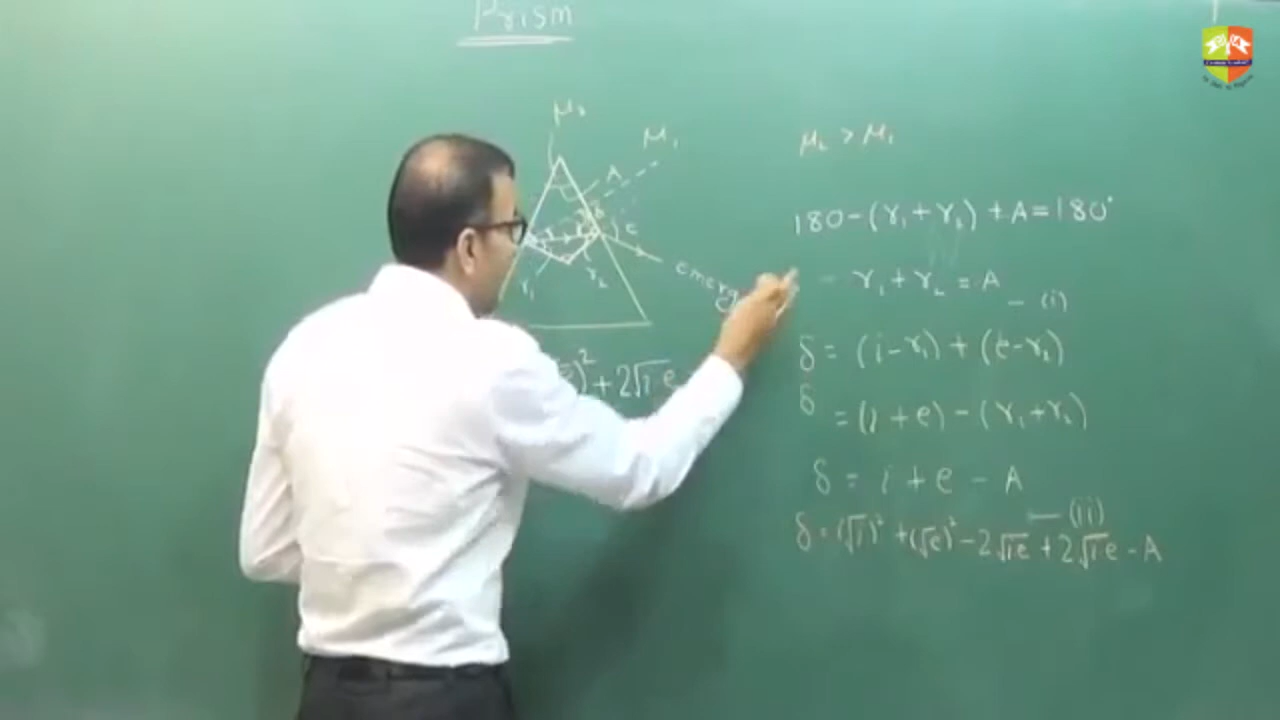 Prism
μ₂
μ₁
A
δ
e
r₁
r₂
emerg
)² + 2√i e
μ₂ > μ₁
180-(r₁+r₂)+A=180°
r₁+r₂ = A
- (i)
δ = (i-r₁) + (e-r₂)
δ
= (i+e) - (r₁+r₂)
δ = i + e - A
- (ii)
δ = (√i)² + (√e)² - 2√ie + 2√ie - A